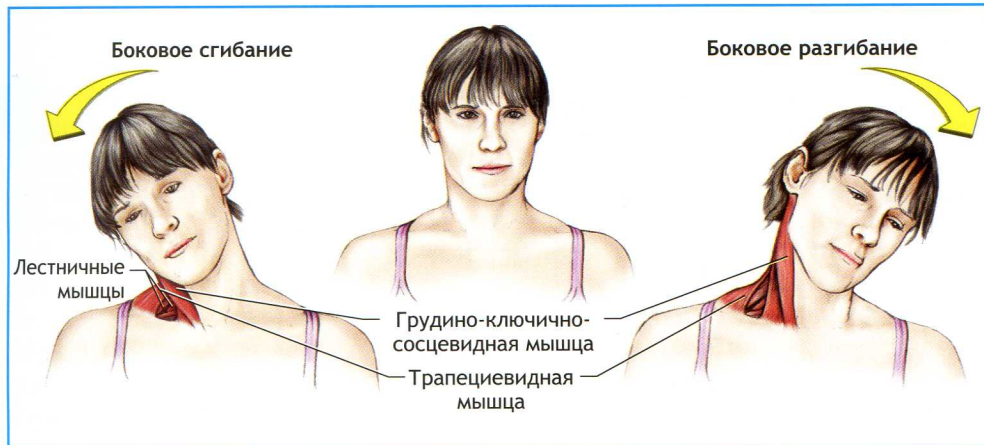 Боковое сгибание
Боковое разгибание
Лестничные
мышцы
Грудино-ключично-
сосцевидная мышца
Трапециевидная
мышца